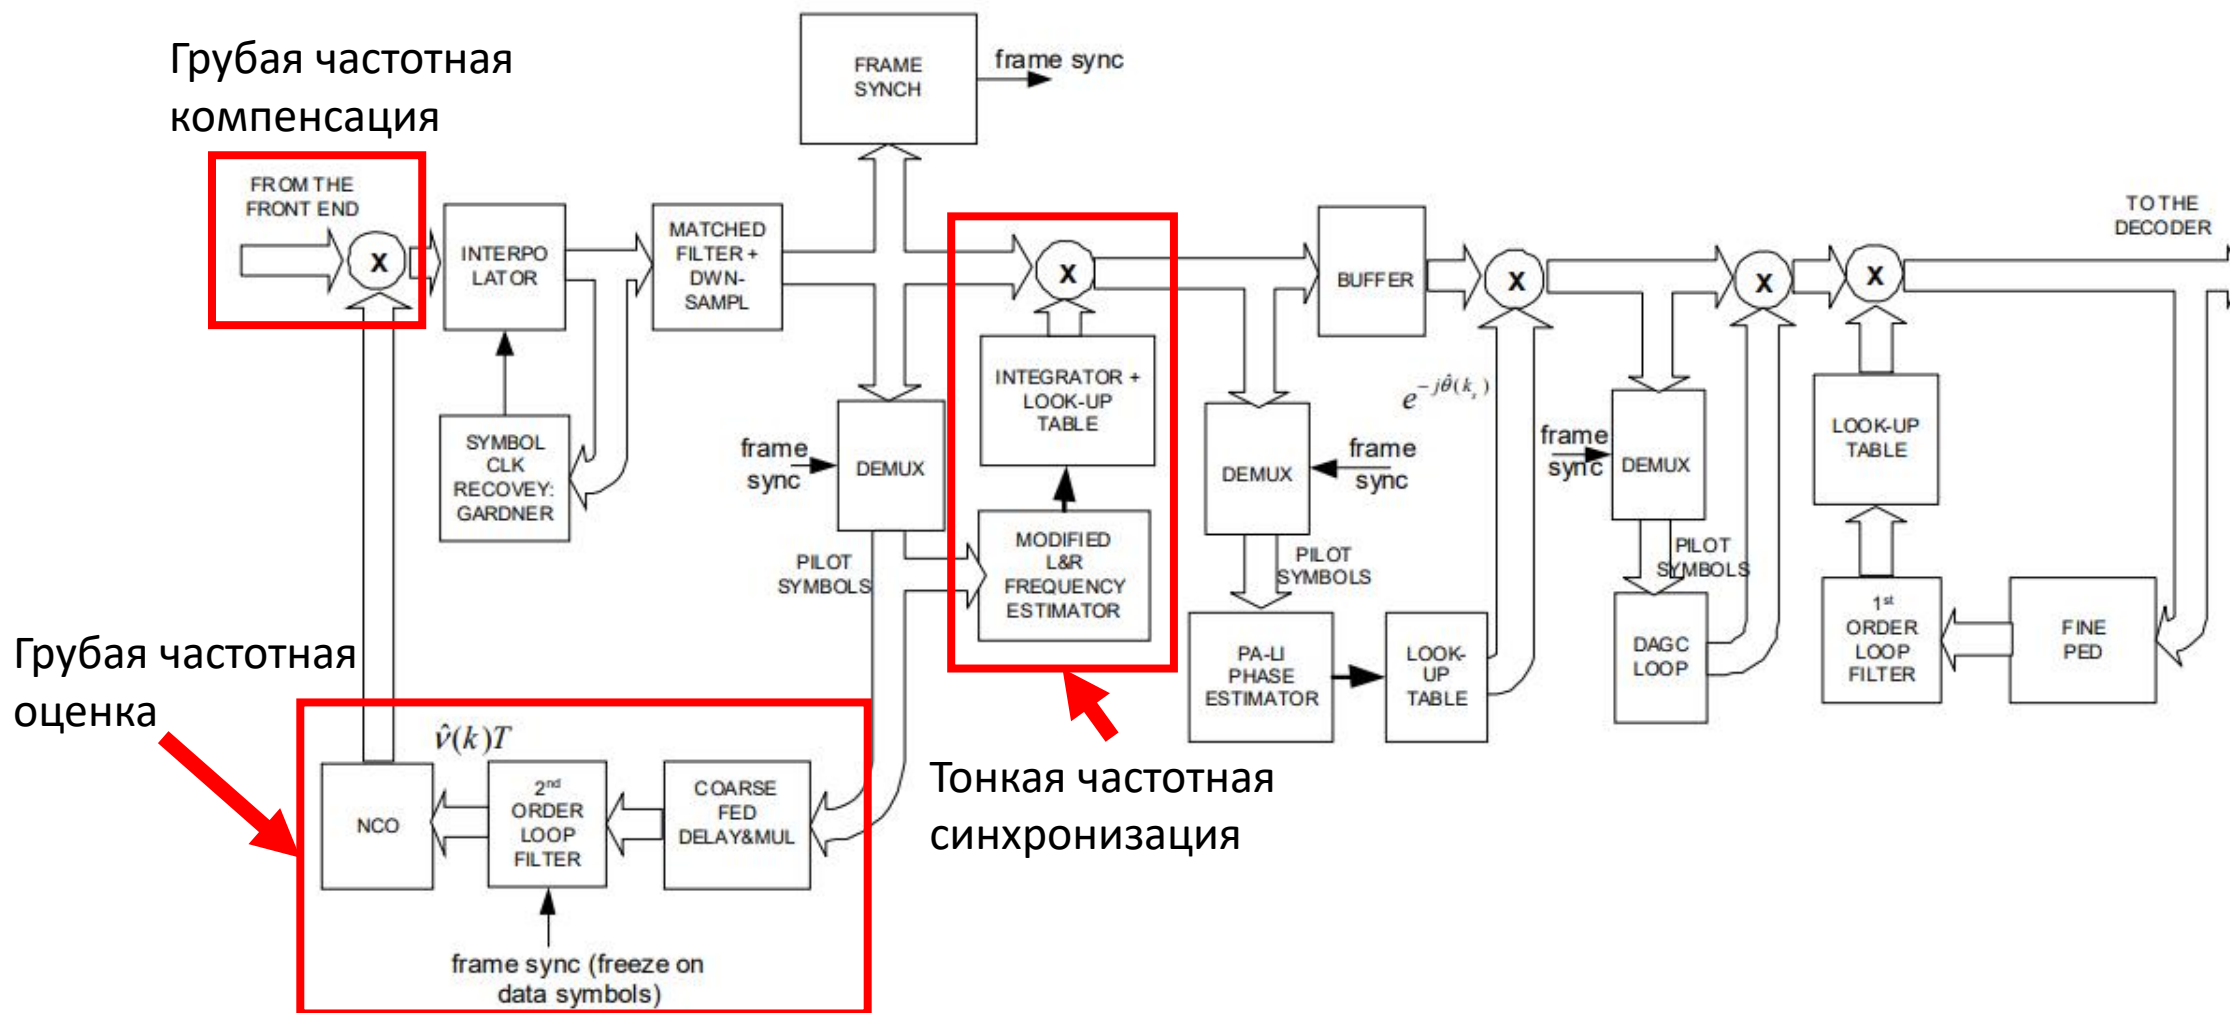 Грубая частотная
компенсация
FROM THE
FRONT END
X
INTERPO
LATOR
MATCHED
FILTER +
DWN-
SAMPL
FRAME
SYNCH
frame sync
X
BUFFER
X
X
X
TO THE
DECODER
SYMBOL
CLK
RECOVEY:
GARDNER
frame
sync
DEMUX
PILOT
SYMBOLS
INTEGRATOR +
LOOK-UP
TABLE
MODIFIED
L&R
FREQUENCY
ESTIMATOR
DEMUX
frame
sync
PILOT
SYMBOLS
PA-LI
PHASE
ESTIMATOR
LOOK-
UP
TABLE
e^{-jθ̂(k_s)}
frame
sync
DEMUX
PILOT
SYMBOLS
DAGC
LOOP
LOOK-UP
TABLE
1st
ORDER
LOOP
FILTER
FINE
PED
Грубая частотная
оценка
ν̂(k)T
NCO
2nd
ORDER
LOOP
FILTER
COARSE
FED
DELAY&MUL
frame sync (freeze on
data symbols)
Тонкая частотная
синхронизация